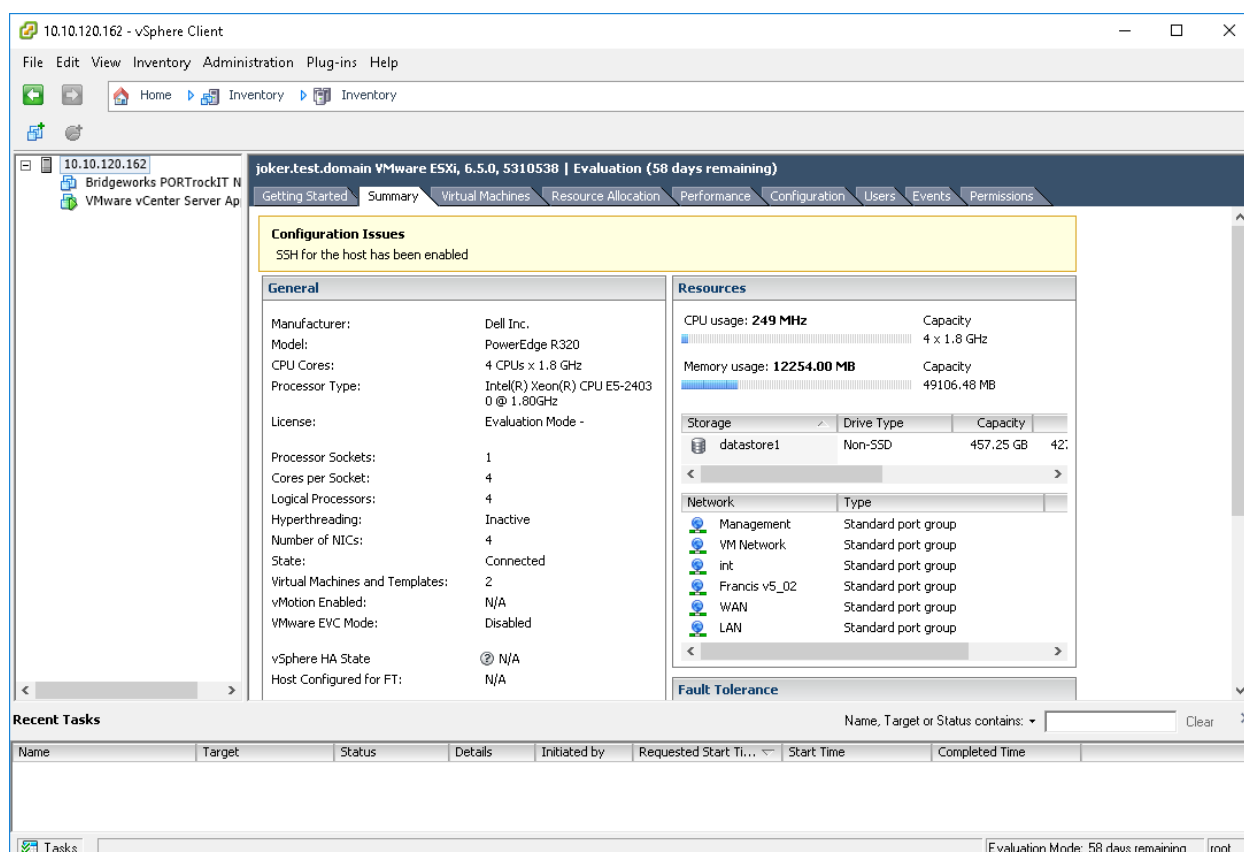 10.10.120.162 - vSphere Client
File Edit View Inventory Administration Plug-ins Help
Home Inventory Inventory
10.10.120.162
Bridgeworks PORTrockIT N
VMware vCenter Server Ap
joker.test.domain VMware ESXi, 6.5.0, 5310538 | Evaluation (58 days remaining)
Getting Started Summary Virtual Machines Resource Allocation Performance Configuration Users Events Permissions
Configuration Issues
SSH for the host has been enabled
General
Manufacturer: Dell Inc.
Model: PowerEdge R320
CPU Cores: 4 CPUs x 1.8 GHz
Processor Type: Intel(R) Xeon(R) CPU E5-2403
0 @ 1.80GHz
License: Evaluation Mode -
Processor Sockets: 1
Cores per Socket: 4
Logical Processors: 4
Hyperthreading: Inactive
Number of NICs: 4
State: Connected
Virtual Machines and Templates: 2
vMotion Enabled: N/A
VMware EVC Mode: Disabled
vSphere HA State N/A
Host Configured for FT: N/A
Resources
CPU usage: 249 MHz Capacity
4 x 1.8 GHz
Memory usage: 12254.00 MB Capacity
49106.48 MB
Storage Drive Type Capacity
datastore1 Non-SSD 457.25 GB 427
Network Type
Management Standard port group
VM Network Standard port group
int Standard port group
Francis v5_02 Standard port group
WAN Standard port group
LAN Standard port group
Fault Tolerance
Recent Tasks Name, Target or Status contains: Clear
Name Target Status Details Initiated by Requested Start Ti... Start Time Completed Time
Tasks Evaluation Mode: 58 days remaining root